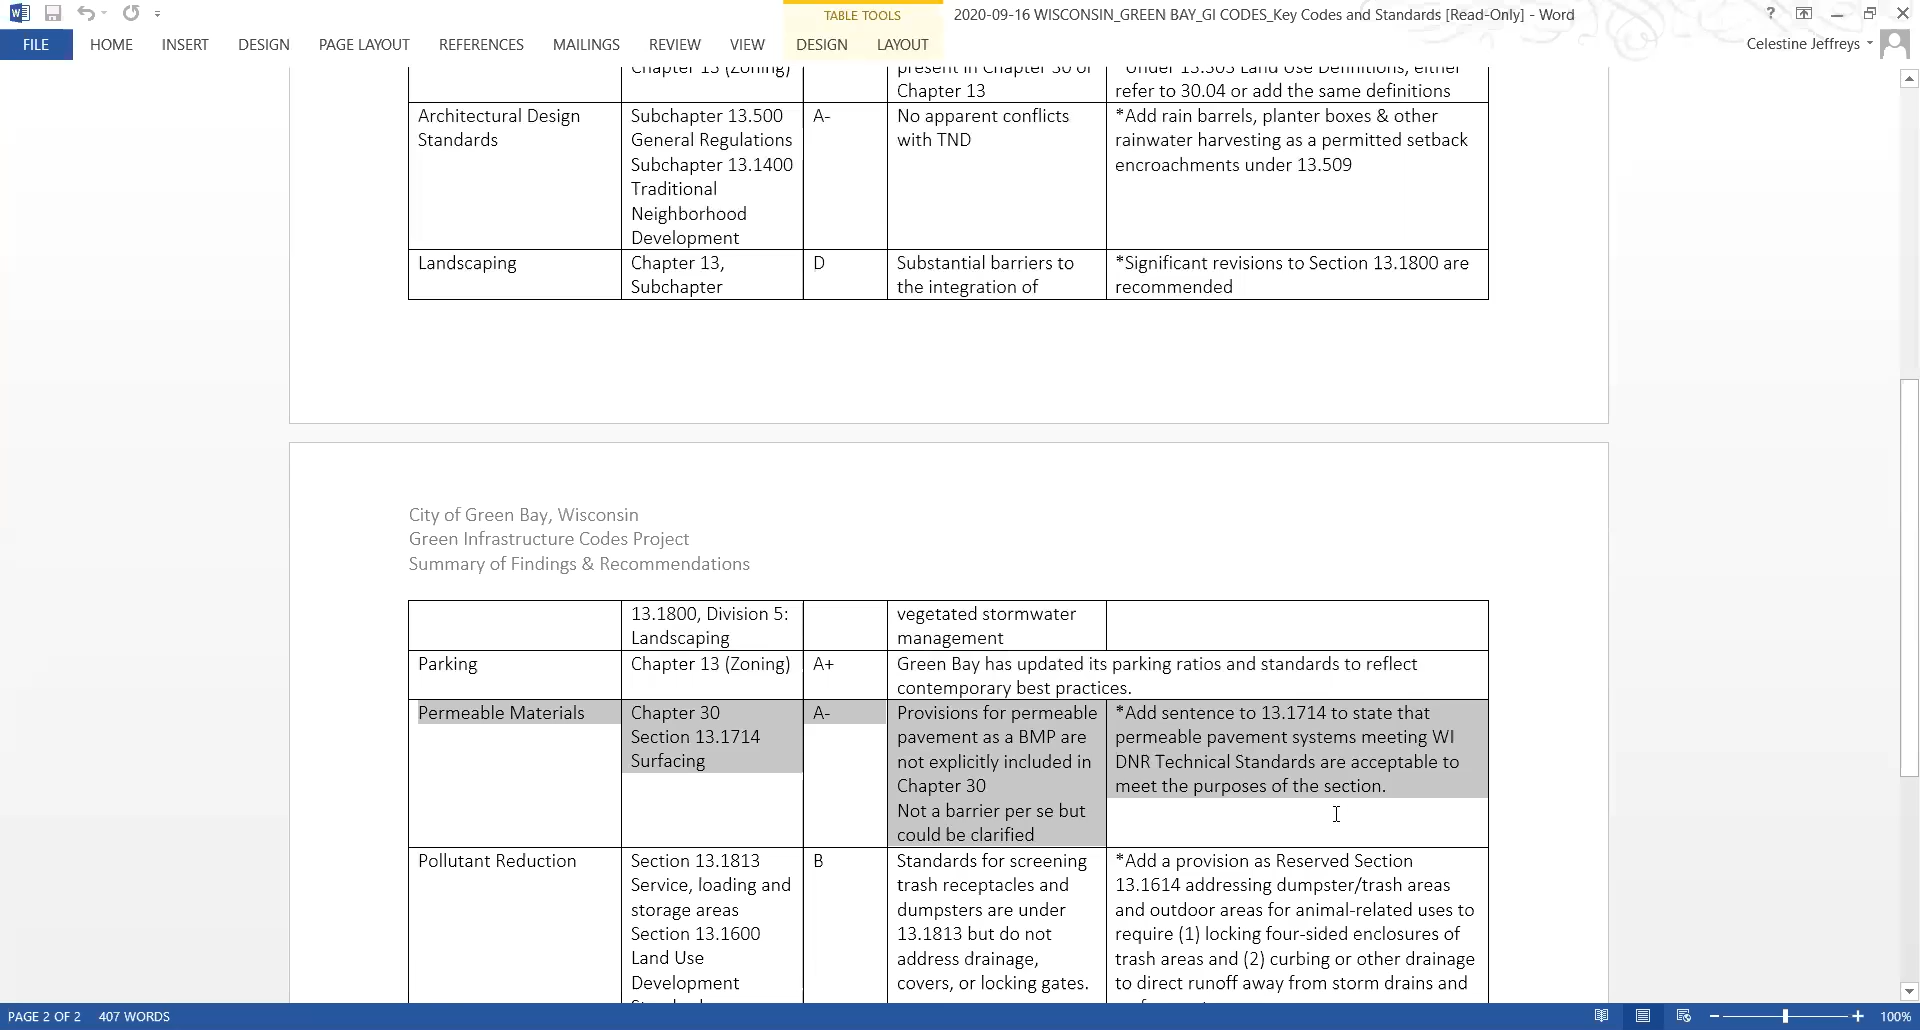 TABLE TOOLS
2020-09-16 WISCONSIN_GREEN BAY_GI CODES_Key Codes and Standards [Read-Only] - Word
?
FILE HOME INSERT DESIGN PAGE LAYOUT REFERENCES MAILINGS REVIEW VIEW DESIGN LAYOUT
Celestine Jeffreys
Chapter 13 (Zoning)
present in Chapter 30 or
Chapter 13
Under 13.303 Land Use Definitions, either
refer to 30.04 or add the same definitions
Architectural Design
Standards
Subchapter 13.500
General Regulations
Subchapter 13.1400
Traditional
Neighborhood
Development
A-
No apparent conflicts
with TND
*Add rain barrels, planter boxes & other
rainwater harvesting as a permitted setback
encroachments under 13.509
Landscaping
Chapter 13,
Subchapter
D
Substantial barriers to
the integration of
*Significant revisions to Section 13.1800 are
recommended
City of Green Bay, Wisconsin
Green Infrastructure Codes Project
Summary of Findings & Recommendations
13.1800, Division 5:
Landscaping
vegetated stormwater
management
Parking
Chapter 13 (Zoning)
A+
Green Bay has updated its parking ratios and standards to reflect
contemporary best practices.
Permeable Materials
Chapter 30
Section 13.1714
Surfacing
A-
Provisions for permeable
pavement as a BMP are
not explicitly included in
Chapter 30
Not a barrier per se but
could be clarified
*Add sentence to 13.1714 to state that
permeable pavement systems meeting WI
DNR Technical Standards are acceptable to
meet the purposes of the section.
Pollutant Reduction
Section 13.1813
Service, loading and
storage areas
Section 13.1600
Land Use
Development
B
Standards for screening
trash receptacles and
dumpsters are under
13.1813 but do not
address drainage,
covers, or locking gates.
*Add a provision as Reserved Section
13.1614 addressing dumpster/trash areas
and outdoor areas for animal-related uses to
require (1) locking four-sided enclosures of
trash areas and (2) curbing or other drainage
to direct runoff away from storm drains and
PAGE 2 OF 2 407 WORDS
100%